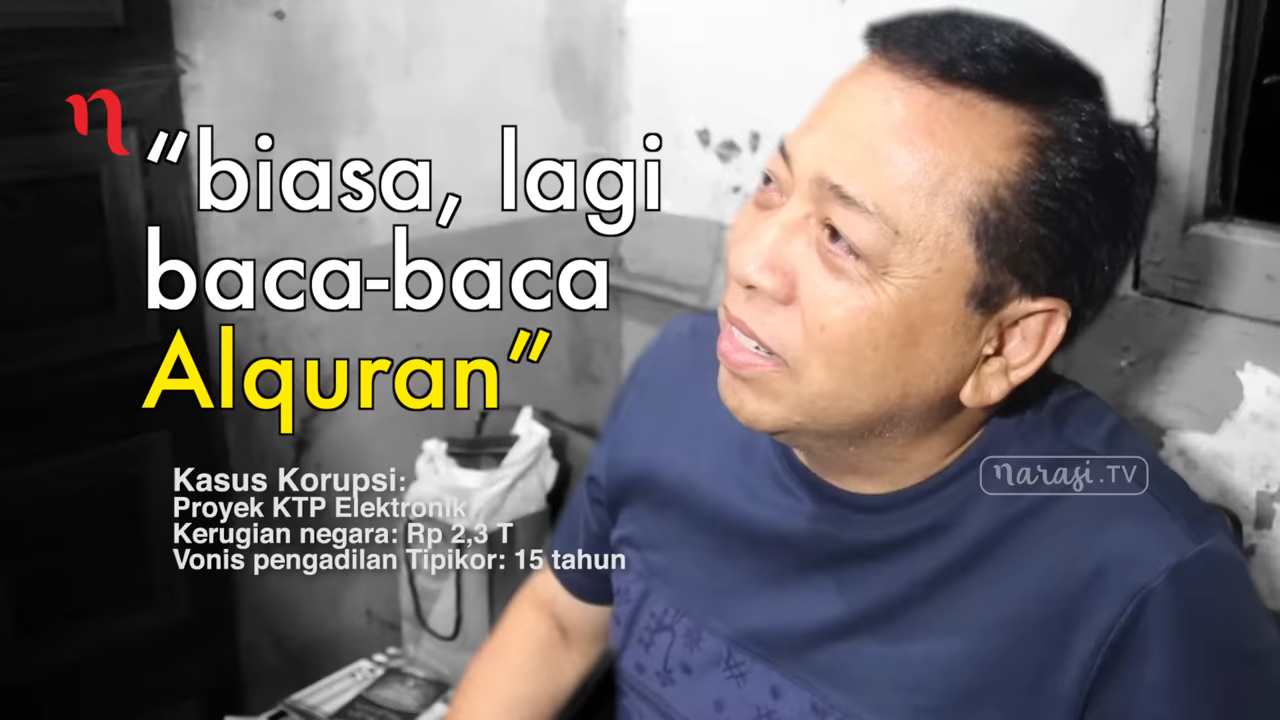 “biasa, lagi
baca-baca
Alquran”
Kasus Korupsi:
Proyek KTP Elektronik
Kerugian negara: Rp 2,3 T
Vonis pengadilan Tipikor: 15 tahun
narasi.TV